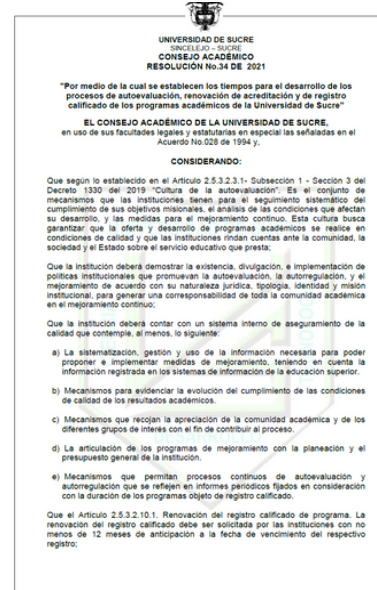 UNIVERSIDAD DE SUCRE
SINCELEJO – SUCRE
CONSEJO ACADÉMICO
RESOLUCIÓN No.34 DE 2021
"Por medio de la cual se establecen los tiempos para el desarrollo de los
procesos de autoevaluación, renovación de acreditación y de registro
calificado de los programas académicos de la Universidad de Sucre"
EL CONSEJO ACADÉMICO DE LA UNIVERSIDAD DE SUCRE,
en uso de sus facultades legales y estatutarias en especial las señaladas en el
Acuerdo No.028 de 1994 y,
CONSIDERANDO:
Que según lo establecido en el Artículo 2.5.3.2.3.1- Subsección 1 - Sección 3 del
Decreto 1330 del 2019 "Cultura de la autoevaluación". Es el conjunto de
mecanismos que las instituciones tienen para el seguimiento sistemático del
cumplimiento de sus objetivos misionales, el análisis de las condiciones que afectan
su desarrollo, y las medidas para el mejoramiento continuo. Esta cultura busca
garantizar que la oferta y desarrollo de programas académicos se realice en
condiciones de calidad y que las instituciones rindan cuentas ante la comunidad, la
sociedad y el Estado sobre el servicio educativo que presta;
Que la institución deberá demostrar la existencia, divulgación, e implementación de
políticas institucionales que promuevan la autoevaluación, la autorregulación, y el
mejoramiento de acuerdo con su naturaleza jurídica, tipología, identidad y misión
institucional, para generar una corresponsabilidad de toda la comunidad académica
en el mejoramiento continuo;
Que la institución deberá contar con un sistema interno de aseguramiento de la
calidad que contemple, al menos, lo siguiente:
a) La sistematización, gestión y uso de la información necesaria para poder
proponer e implementar medidas de mejoramiento, teniendo en cuenta la
información registrada en los sistemas de información de la educación superior.
b) Mecanismos para evidenciar la evolución del cumplimiento de las condiciones
de calidad de los resultados académicos.
c) Mecanismos que recojan la apreciación de la comunidad académica y de los
diferentes grupos de interés con el fin de contribuir al proceso.
d) La articulación de los programas de mejoramiento con la planeación y el
presupuesto general de la institución.
e) Mecanismos que permitan procesos continuos de autoevaluación y
autorregulación que se reflejen en informes periódicos fijados en consideración
con la duración de los programas objeto de registro calificado.
Que el Artículo 2.5.3.2.10.1. Renovación del registro calificado de programa. La
renovación del registro calificado debe ser solicitada por las instituciones con no
menos de 12 meses de anticipación a la fecha de vencimiento del respectivo
registro;